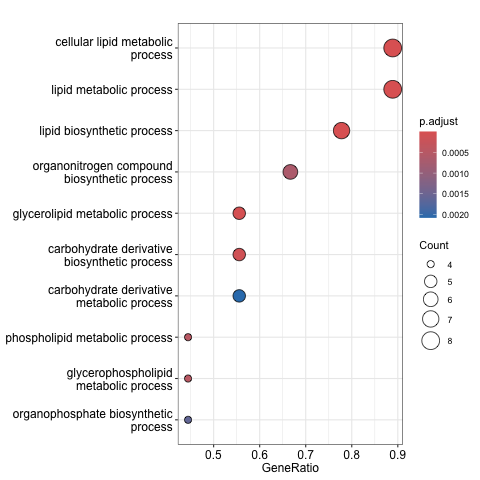 cellular lipid metabolic
process
lipid metabolic process
lipid biosynthetic process
organonitrogen compound
biosynthetic process
glycerolipid metabolic process
carbohydrate derivative
biosynthetic process
carbohydrate derivative
metabolic process
phospholipid metabolic process
glycerophospholipid
metabolic process
organophosphate biosynthetic
process
0.5 0.6 0.7 0.8 0.9
GeneRatio
p.adjust
0.0005
0.0010
0.0015
0.0020
Count
4
5
6
7
8